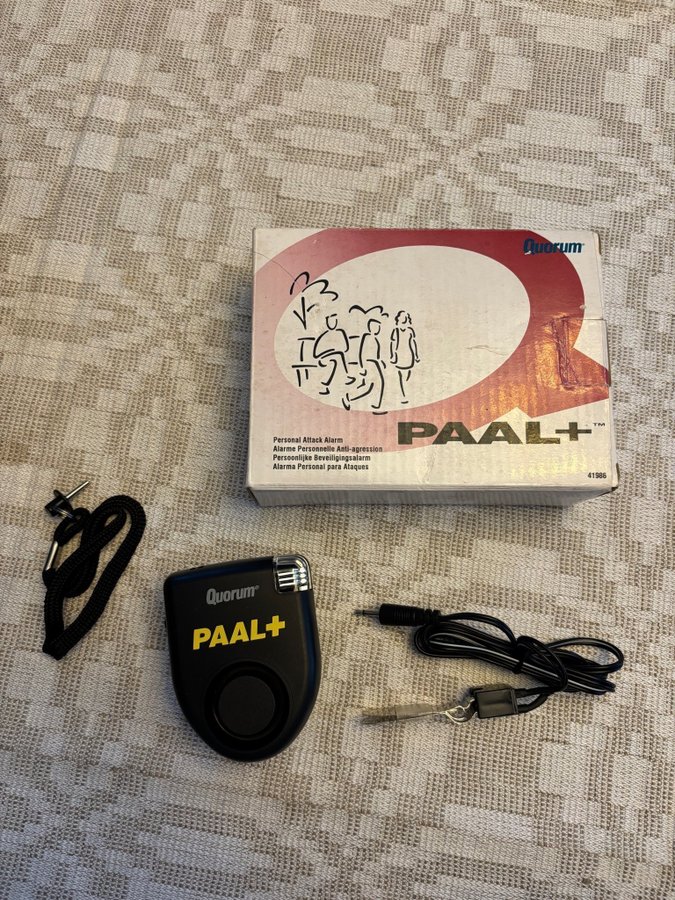 Quorum
PAAL+™
Personal Attack Alarm
Alarme Personnelle Anti-agression
Persoonlijke Beveiligingsalarm
Alarma Personal para Ataques
41986
Quorum®
PAAL+